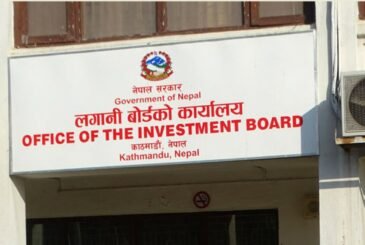 नेपाल सरकार
Government of Nepal
लगानी बोर्डको कार्यालय
OFFICE OF THE INVESTMENT BOARD
काठमाडौं, नेपाल
Kathmandu, Nepal